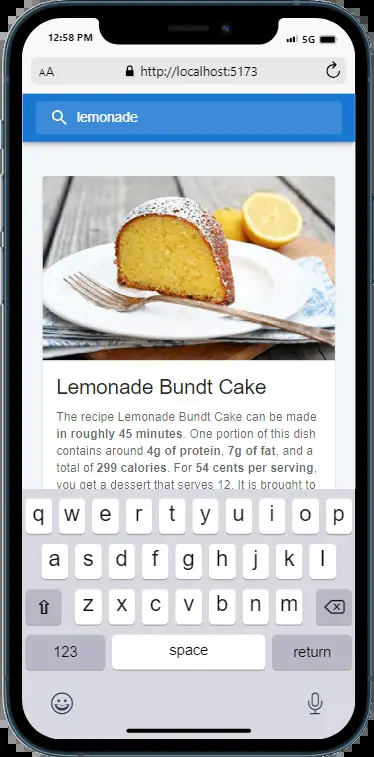 12:58 PM 5G
AA http://localhost:5173
lemonade
Lemonade Bundt Cake
The recipe Lemonade Bundt Cake can be made
in roughly 45 minutes. One portion of this dish
contains around 4g of protein, 7g of fat, and a
total of 299 calories. For 54 cents per serving,
you get a dessert that serves 12. It is brought to
q w e r t y u i o p
a s d f g h j k l
z x c v b n m
123 space return